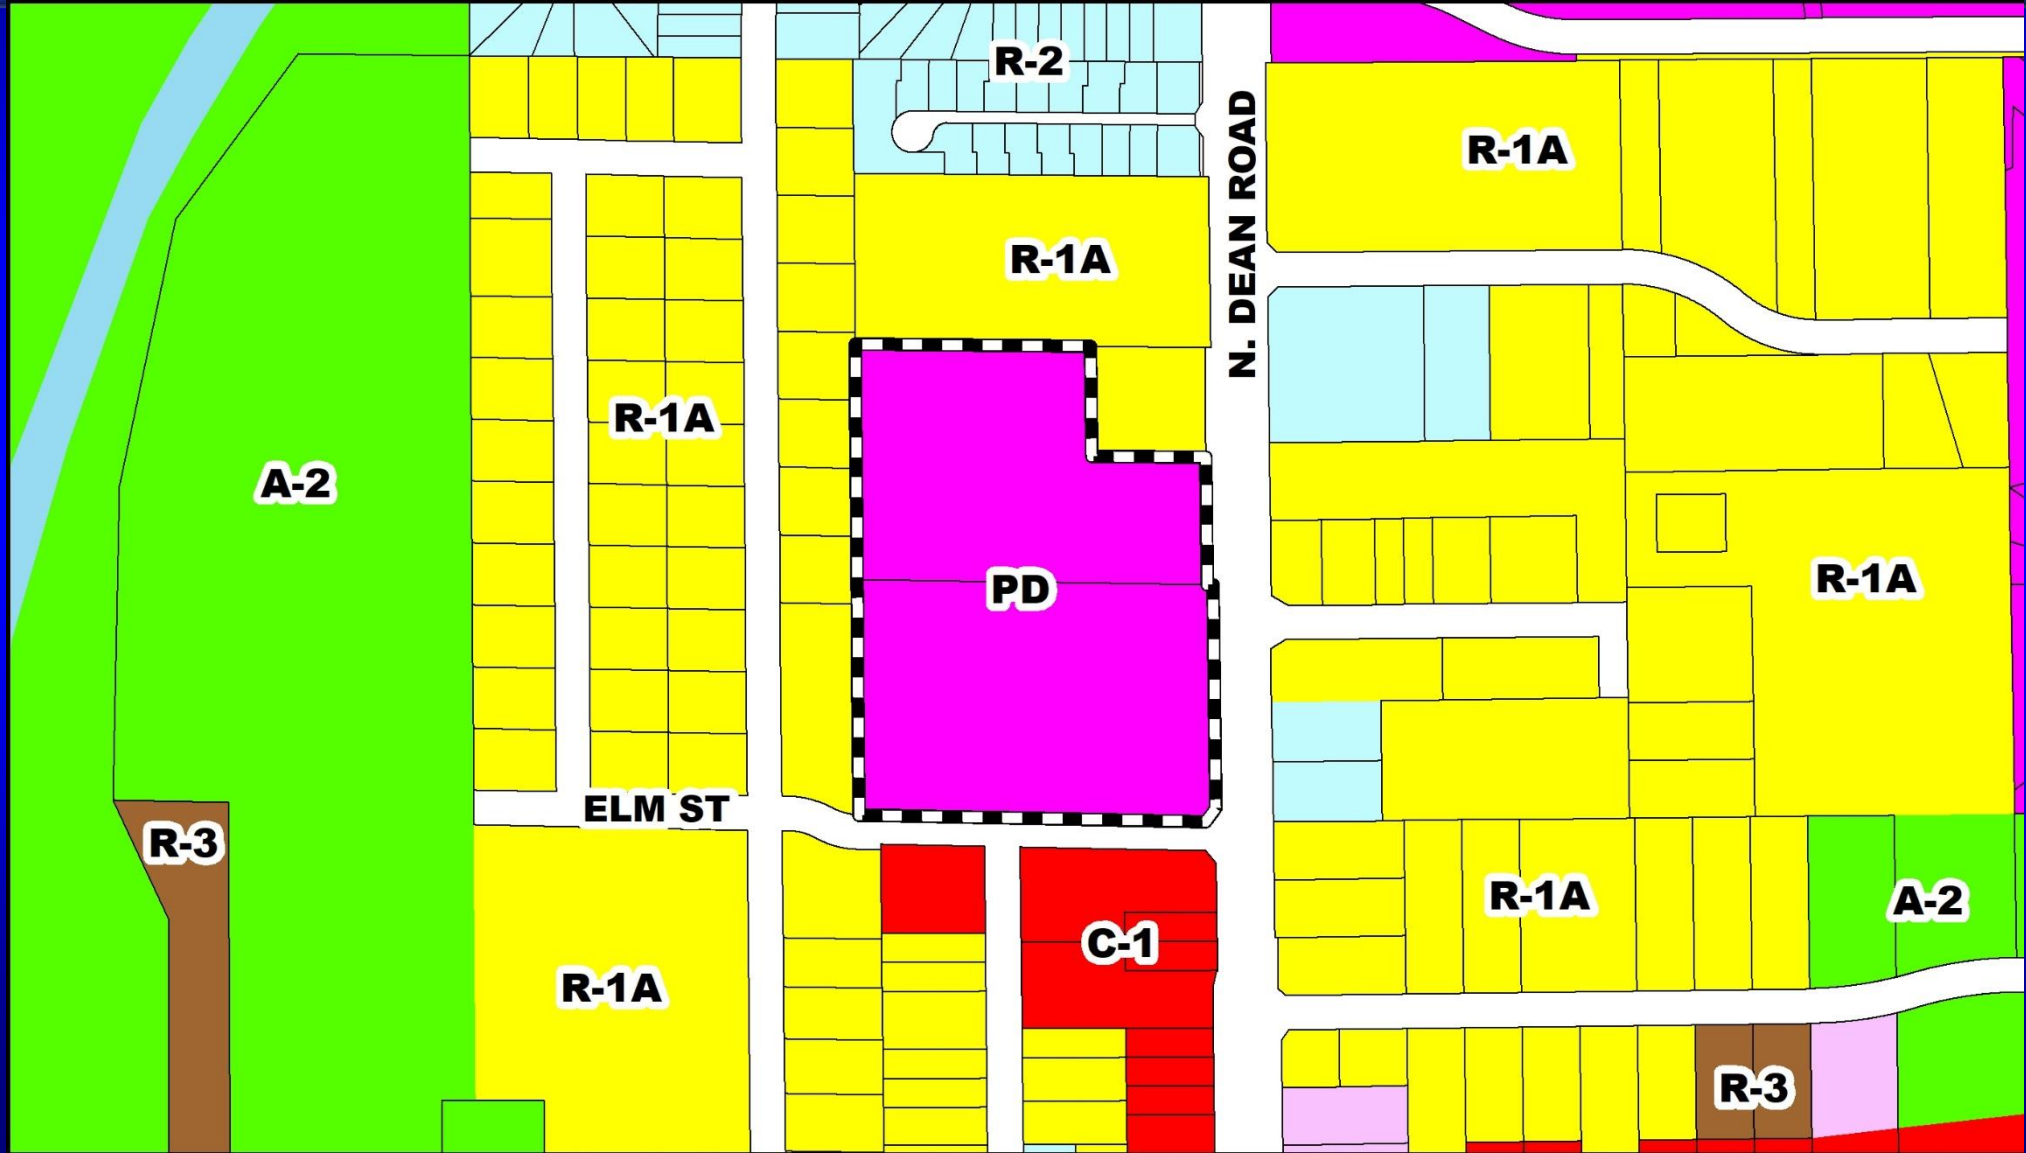 R-2
R-1A
N. DEAN ROAD
R-1A
R-1A
A-2
PD
R-1A
ELM ST
R-3
R-1A
A-2
C-1
R-1A
R-3